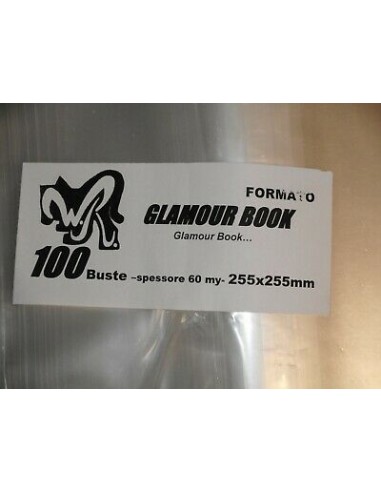 FORMATO
W.R.
GLAMOUR BOOK
Glamour Book...
100 Buste –spessore 60 my- 255x255mm